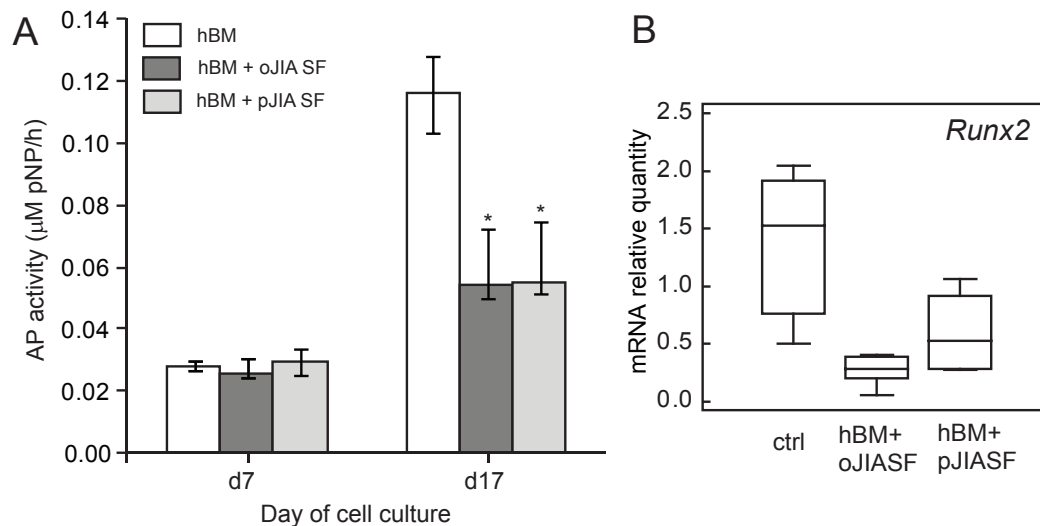 A
AP activity (μM pNP/h)
0.14
0.12
0.10
0.08
0.06
0.04
0.02
0.00
hBM
hBM + oJIA SF
hBM + pJIA SF
*
*
d7
d17
Day of cell culture
B
Runx2
mRNA relative quantity
2.5
2.0
1.5
1.0
0.5
0.0
ctrl
hBM+
oJIASF
hBM+
pJIASF